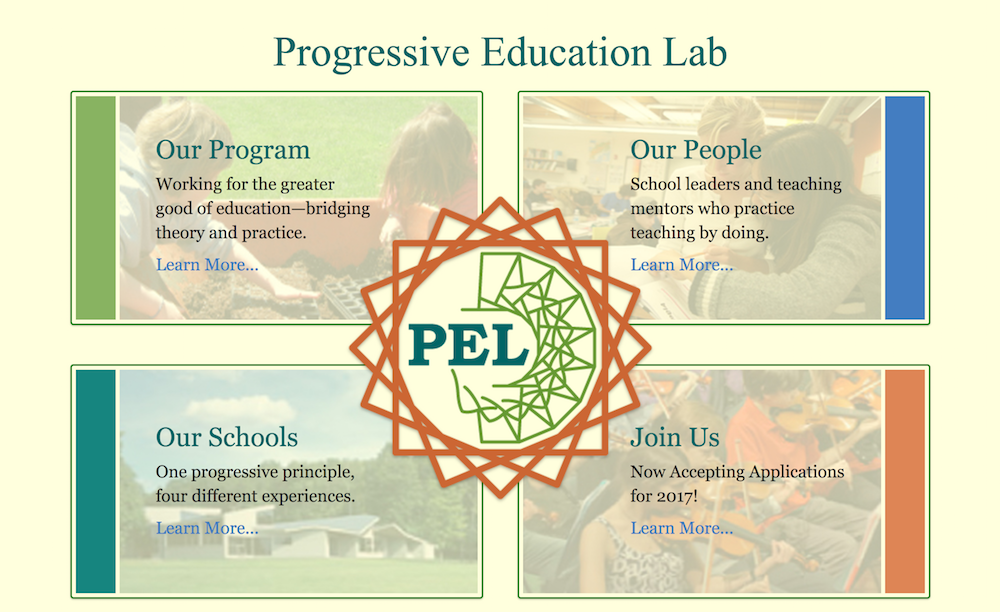 Progressive Education Lab
Our Program
Working for the greater
good of education—bridging
theory and practice.
Learn More...
Our People
School leaders and teaching
mentors who practice
teaching by doing.
Learn More...
PEL
Our Schools
One progressive principle,
four different experiences.
Learn More...
Join Us
Now Accepting Applications
for 2017!
Learn More...